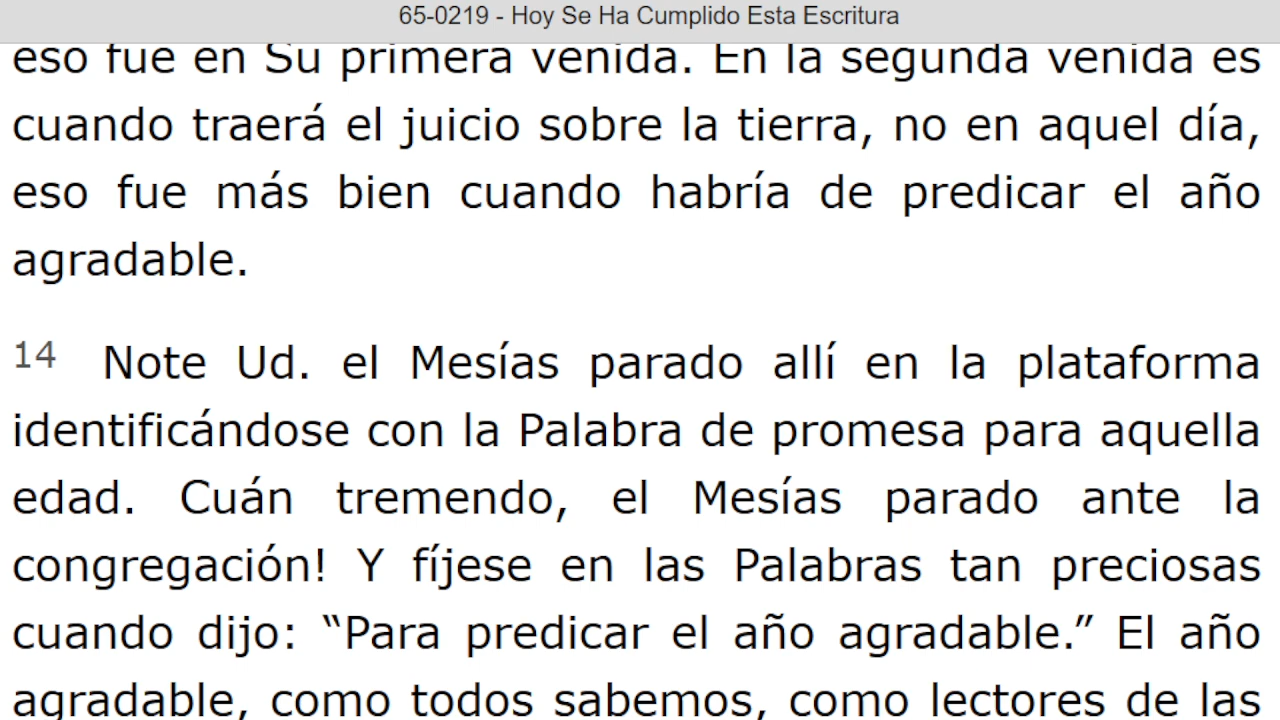 65-0219 - Hoy Se Ha Cumplido Esta Escritura
eso fue en Su primera venida. En la segunda venida es
cuando traerá el juicio sobre la tierra, no en aquel día,
eso fue más bien cuando habría de predicar el año
agradable.
14 Note Ud. el Mesías parado allí en la plataforma
identificándose con la Palabra de promesa para aquella
edad. Cuán tremendo, el Mesías parado ante la
congregación! Y fíjese en las Palabras tan preciosas
cuando dijo: “Para predicar el año agradable.” El año
agradable, como todos sabemos, como lectores de las